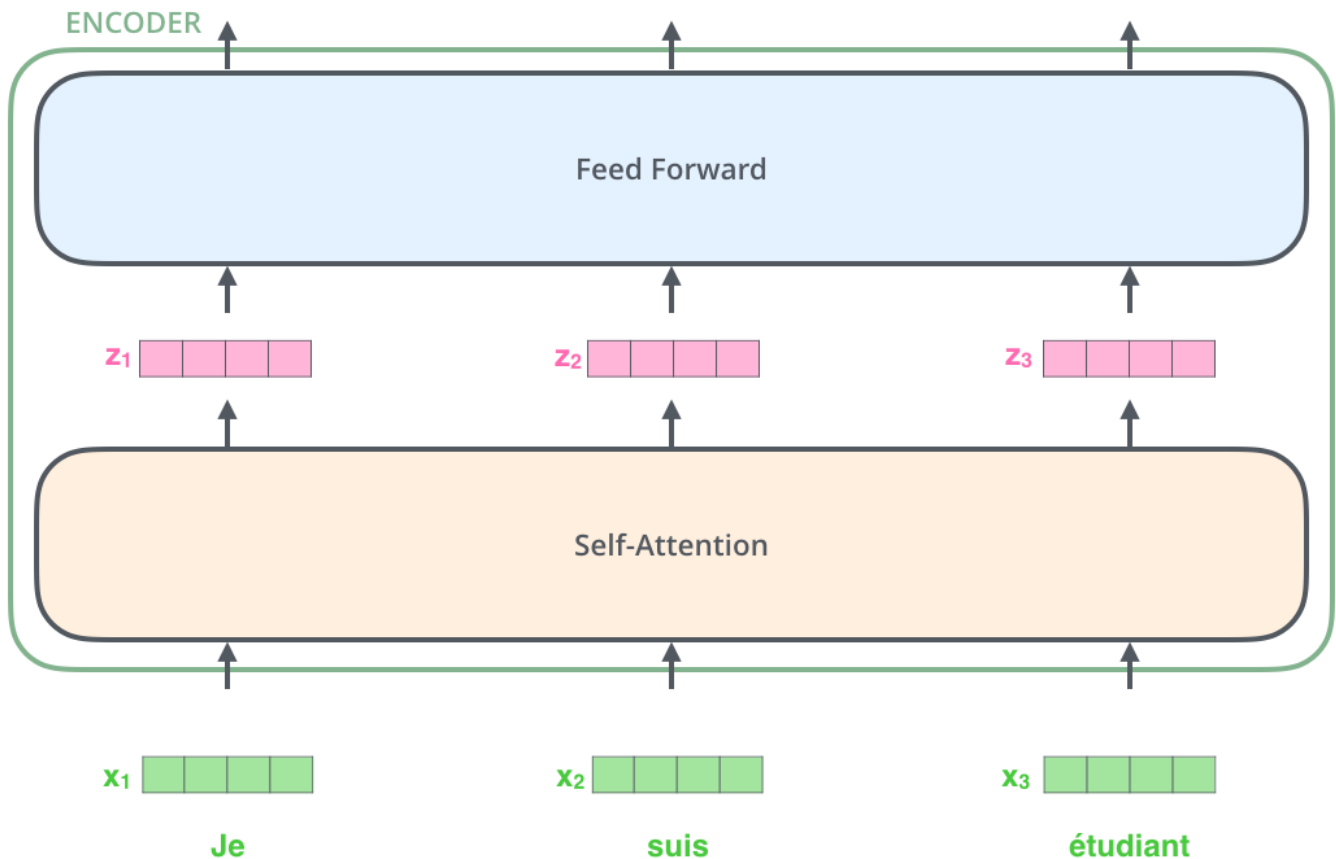 ENCODER
Feed Forward
z₁ z₂ z₃
Self-Attention
x₁ x₂ x₃
Je suis étudiant